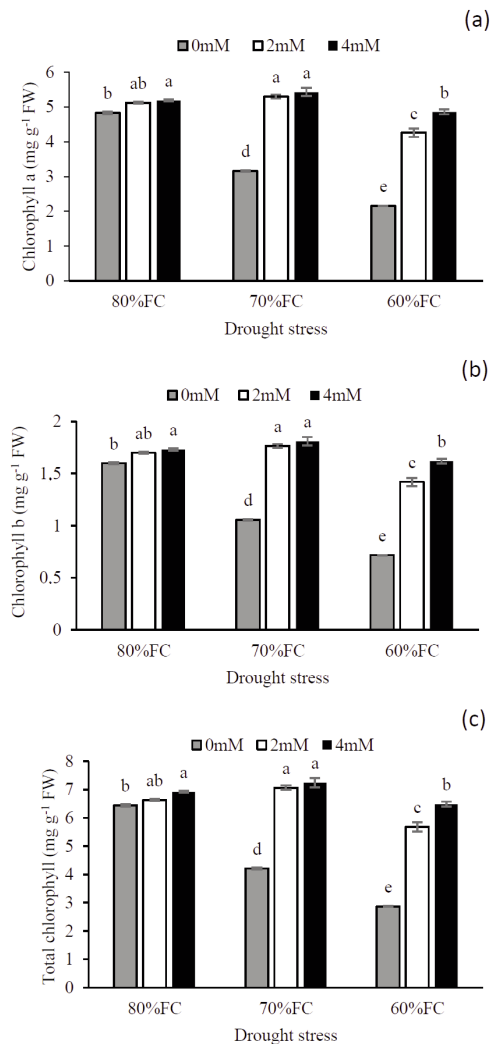 (a)
0mM 2mM 4mM
Chlorophyll a (mg g-1 FW)
6
5
4
3
2
1
0
b ab a
d a a
e c b
80%FC 70%FC 60%FC
Drought stress
(b)
0mM 2mM 4mM
Chlorophyll b (mg g-1 FW)
2
1.5
1
0.5
0
b ab a
d a a
e c b
80%FC 70%FC 60%FC
Drought stress
(c)
0mM 2mM 4mM
Total chlorophyll (mg g-1 FW)
8
7
6
5
4
3
2
1
0
b ab a
d a a
e c b
80%FC 70%FC 60%FC
Drought stress